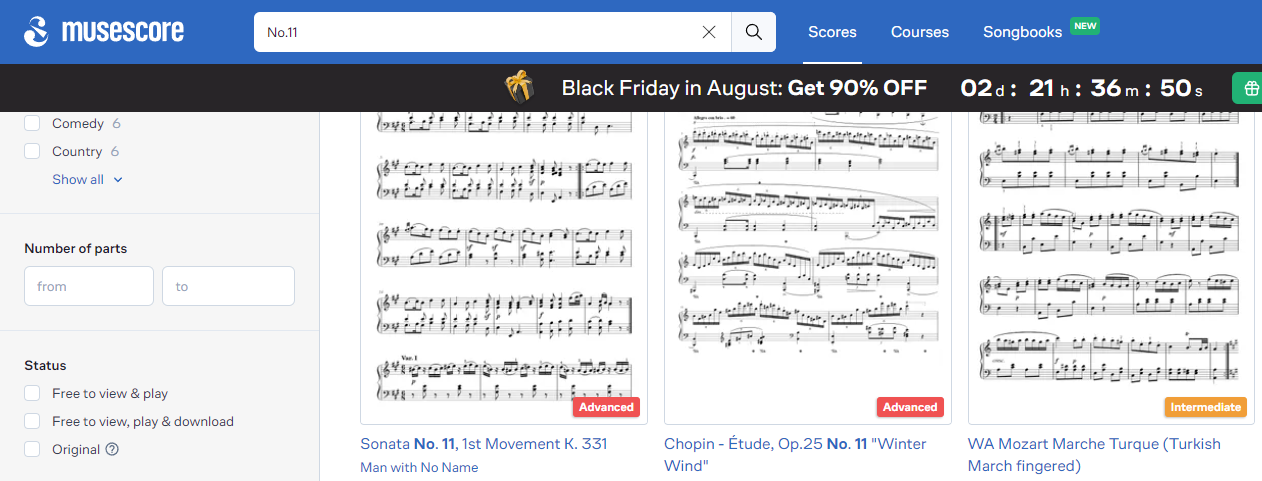 musescore
No.11
Scores
Courses
Songbooks
NEW
Black Friday in August: Get 90% OFF
02 d : 21 h : 36 m : 50 s
Comedy 6
Country 6
Show all
Number of parts
from
to
Status
Free to view & play
Free to view, play & download
Original
Var. I
Advanced
Sonata No. 11, 1st Movement K. 331
Man with No Name
Advanced
Chopin - Étude, Op.25 No. 11 "Winter
Wind"
Intermediate
WA Mozart Marche Turque (Turkish
March fingered)